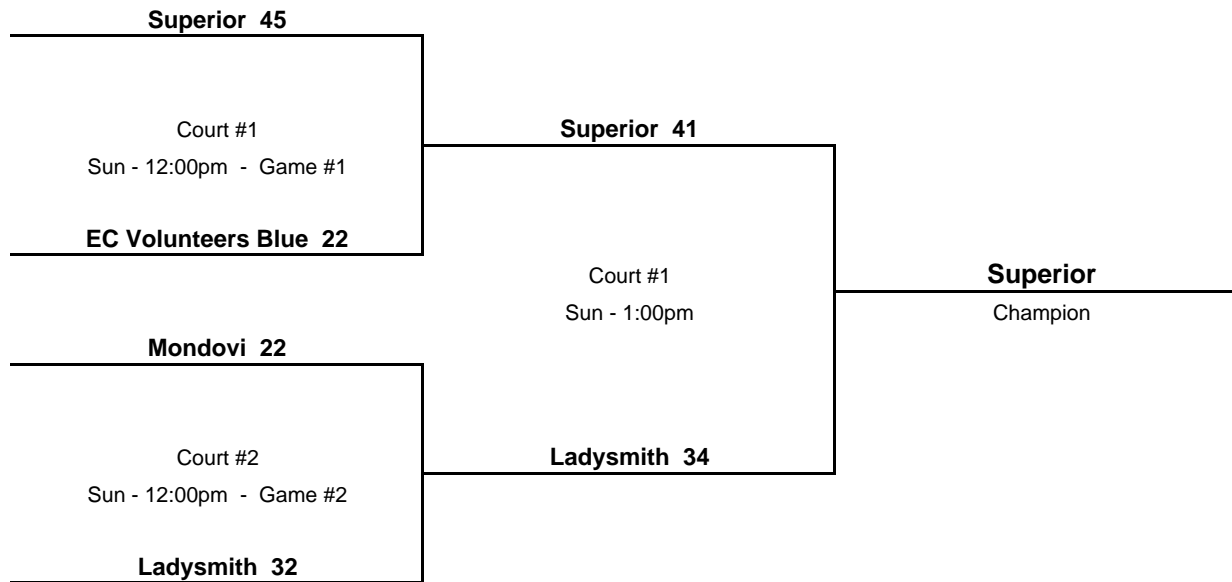 Superior 45
Court #1
Sun - 12:00pm - Game #1
EC Volunteers Blue 22
Mondovi 22
Court #2
Sun - 12:00pm - Game #2
Ladysmith 32
Superior 41
Court #1
Sun - 1:00pm
Ladysmith 34
Superior
Champion